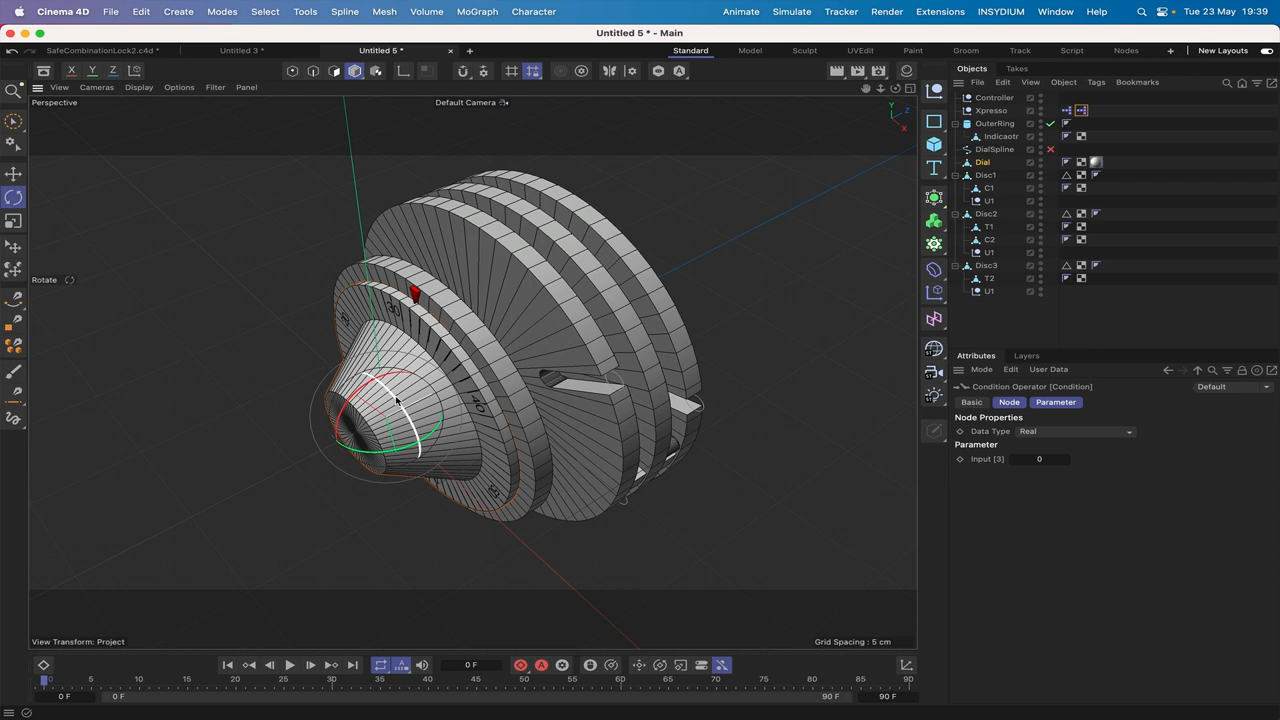 Cinema 4D File Edit Create Modes Select Tools Spline Mesh Volume MoGraph Character Animate Simulate Tracker Render Extensions INSYDIUM Window Help Tue 23 May 19:39
Untitled 5 * - Main
SafeCombinationLock2.c4d * Untitled 3 * Untitled 5 * Standard Model Sculpt UVEdit Paint Groom Track Script Nodes New Layouts
X Y Z
Objects Takes
View Cameras Display Options Filter Panel
File Edit View Object Tags Bookmarks
Perspective Default Camera
Y Z X
Controller
Xpresso
OuterRing
Indicaotr
DialSpline
Dial
Disc1
C1
U1
Disc2
T1
C2
U1
Disc3
T2
U1
Rotate
40
Attributes Layers
Mode Edit User Data
Condition Operator [Condition] Default
Basic Node Parameter
Node Properties
Data Type Real
Parameter
Input [3] 0
View Transform: Project Grid Spacing : 5 cm
0 F
0 5 10 15 20 25 30 35 40 45 50 55 60 65 70 75 80 85 90
0 F 0 F 90 F 90 F